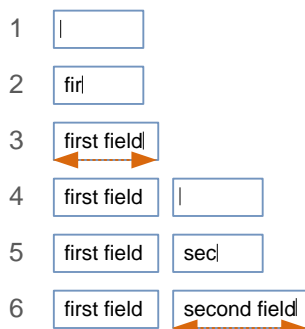 1
2 fir
3 first field
4 first field
5 first field sec
6 first field second field